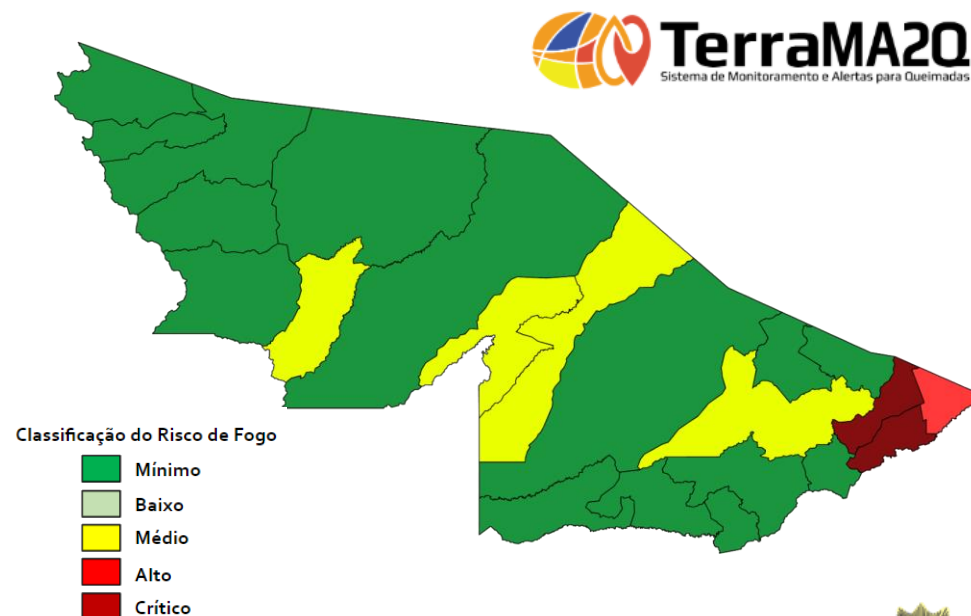 TerraMA2Q
Sistema de Monitoramento e Alertas para Queimadas
Classificação do Risco de Fogo
Mínimo
Baixo
Médio
Alto
Crítico